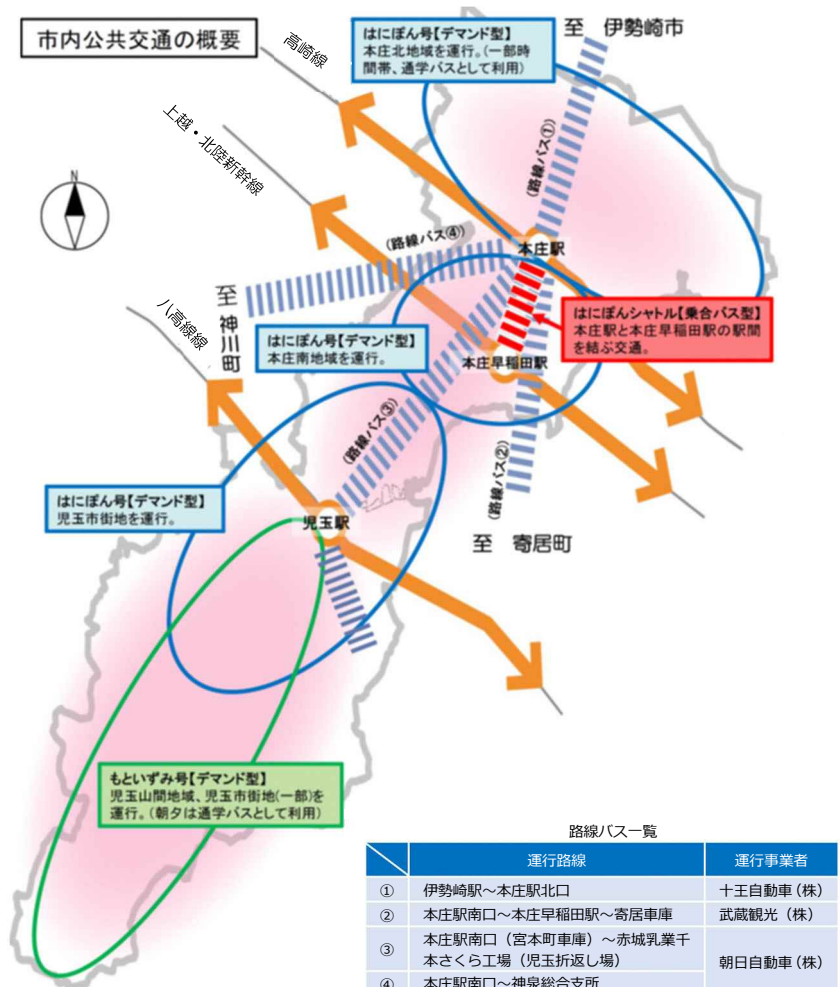 市内公共交通の概要
高崎線
はにぽん号【デマンド型】
本庄北地域を運行。(一部時
間帯、通学バスとして利用)
至 伊勢崎市
上越・北陸新幹線
(路線バス①)
N
(路線バス④)
本庄駅
至 神川町
八高線線
はにぽんシャトル【乗合バス型】
本庄駅と本庄早稲田駅の駅間
を結ぶ交通。
はにぽん号【デマンド型】
本庄南地域を運行。
本庄早稲田駅
(路線バス③)
(路線バス②)
はにぽん号【デマンド型】
児玉市街地を運行。
児玉駅
至 寄居町
もといずみ号【デマンド型】
児玉山間地域、児玉市街地(一部)を
運行。(朝夕は通学バスとして利用)
路線バス一覧
運行路線 運行事業者
① 伊勢崎駅～本庄駅北口 十王自動車(株)
② 本庄駅南口～本庄早稲田駅～寄居車庫 武蔵観光(株)
③ 本庄駅南口(宮本町車庫)～赤城乳業千
本さくら工場(児玉折返し場)
朝日自動車(株)
④ 本庄駅南口～神泉総合支所